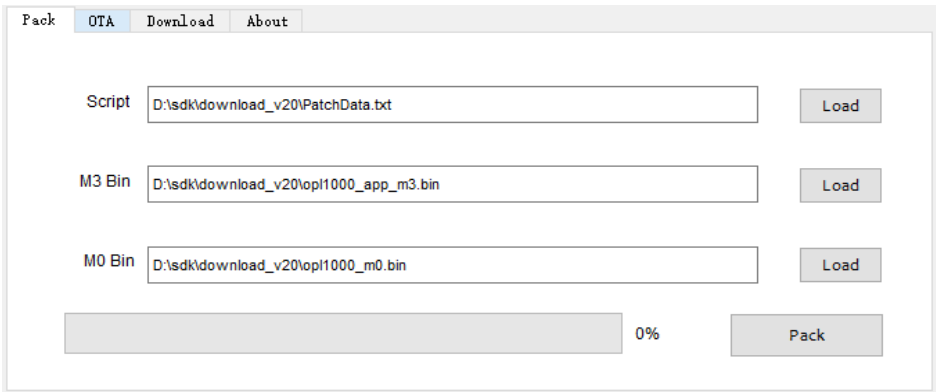 Pack OTA Download About
Script D:\sdk\download_v20\PatchData.txt Load
M3 Bin D:\sdk\download_v20\opl1000_app_m3.bin Load
M0 Bin D:\sdk\download_v20\opl1000_m0.bin Load
0% Pack